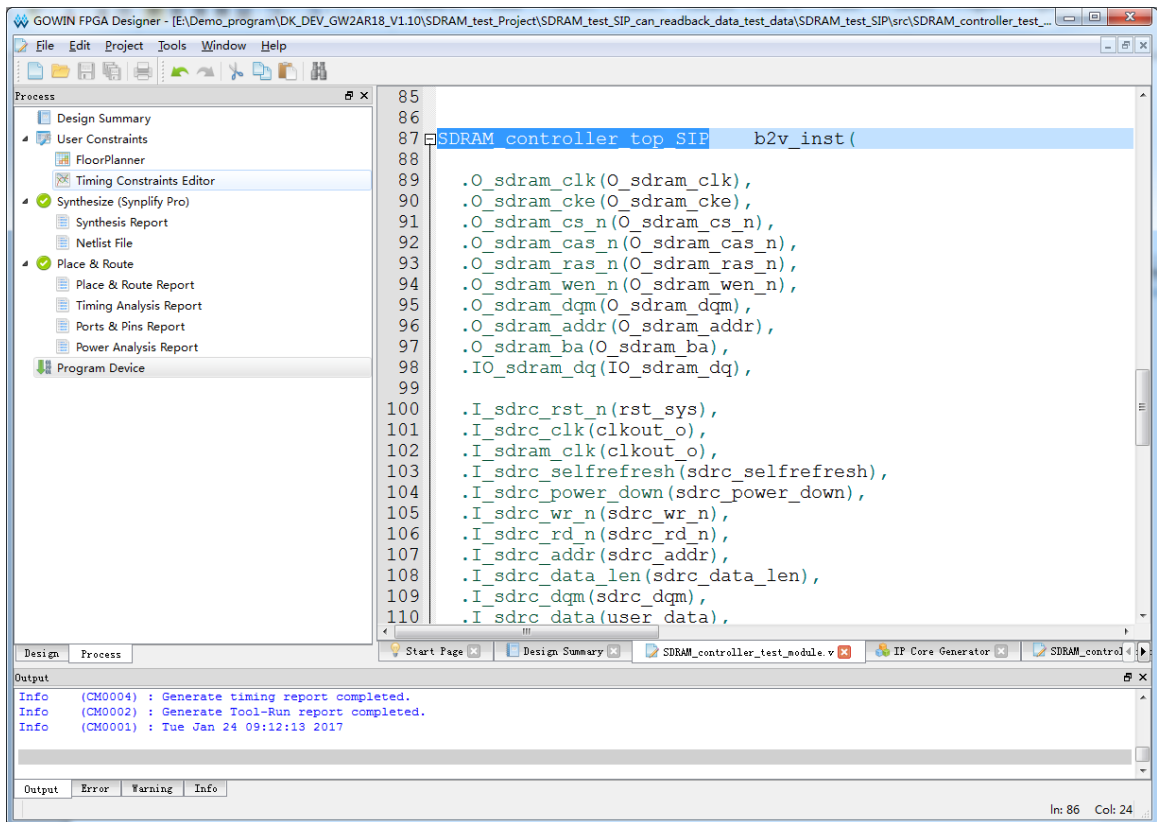 GOWIN FPGA Designer - [E:\Demo_program\DK_DEV_GW2AR18_V1.10\SDRAM_test_Project\SDRAM_test_SIP_can_readback_data_test_data\SDRAM_test_SIP\src\SDRAM_controller_test_...
File Edit Project Tools Window Help
Process
Design Summary
User Constraints
FloorPlanner
Timing Constraints Editor
Synthesize (Synplify Pro)
Synthesis Report
Netlist File
Place & Route
Place & Route Report
Timing Analysis Report
Ports & Pins Report
Power Analysis Report
Program Device
Design Process
85
86
87 SDRAM_controller_top_SIP b2v_inst(
88
89 .O_sdram_clk(O_sdram_clk),
90 .O_sdram_cke(O_sdram_cke),
91 .O_sdram_cs_n(O_sdram_cs_n),
92 .O_sdram_cas_n(O_sdram_cas_n),
93 .O_sdram_ras_n(O_sdram_ras_n),
94 .O_sdram_wen_n(O_sdram_wen_n),
95 .O_sdram_dqm(O_sdram_dqm),
96 .O_sdram_addr(O_sdram_addr),
97 .O_sdram_ba(O_sdram_ba),
98 .IO_sdram_dq(IO_sdram_dq),
99
100 .I_sdrc_rst_n(rst_sys),
101 .I_sdrc_clk(clkout_o),
102 .I_sdram_clk(clkout_o),
103 .I_sdrc_selfrefresh(sdrc_selfrefresh),
104 .I_sdrc_power_down(sdrc_power_down),
105 .I_sdrc_wr_n(sdrc_wr_n),
106 .I_sdrc_rd_n(sdrc_rd_n),
107 .I_sdrc_addr(sdrc_addr),
108 .I_sdrc_data_len(sdrc_data_len),
109 .I_sdrc_dqm(sdrc_dqm),
110 .I_sdrc_data(user_data),
Start Page Design Summary SDRAM_controller_test_module.v IP Core Generator SDRAM_control
Output
Info (CM0004) : Generate timing report completed.
Info (CM0002) : Generate Tool-Run report completed.
Info (CM0001) : Tue Jan 24 09:12:13 2017
Output Error Warning Info
ln: 86 Col: 24